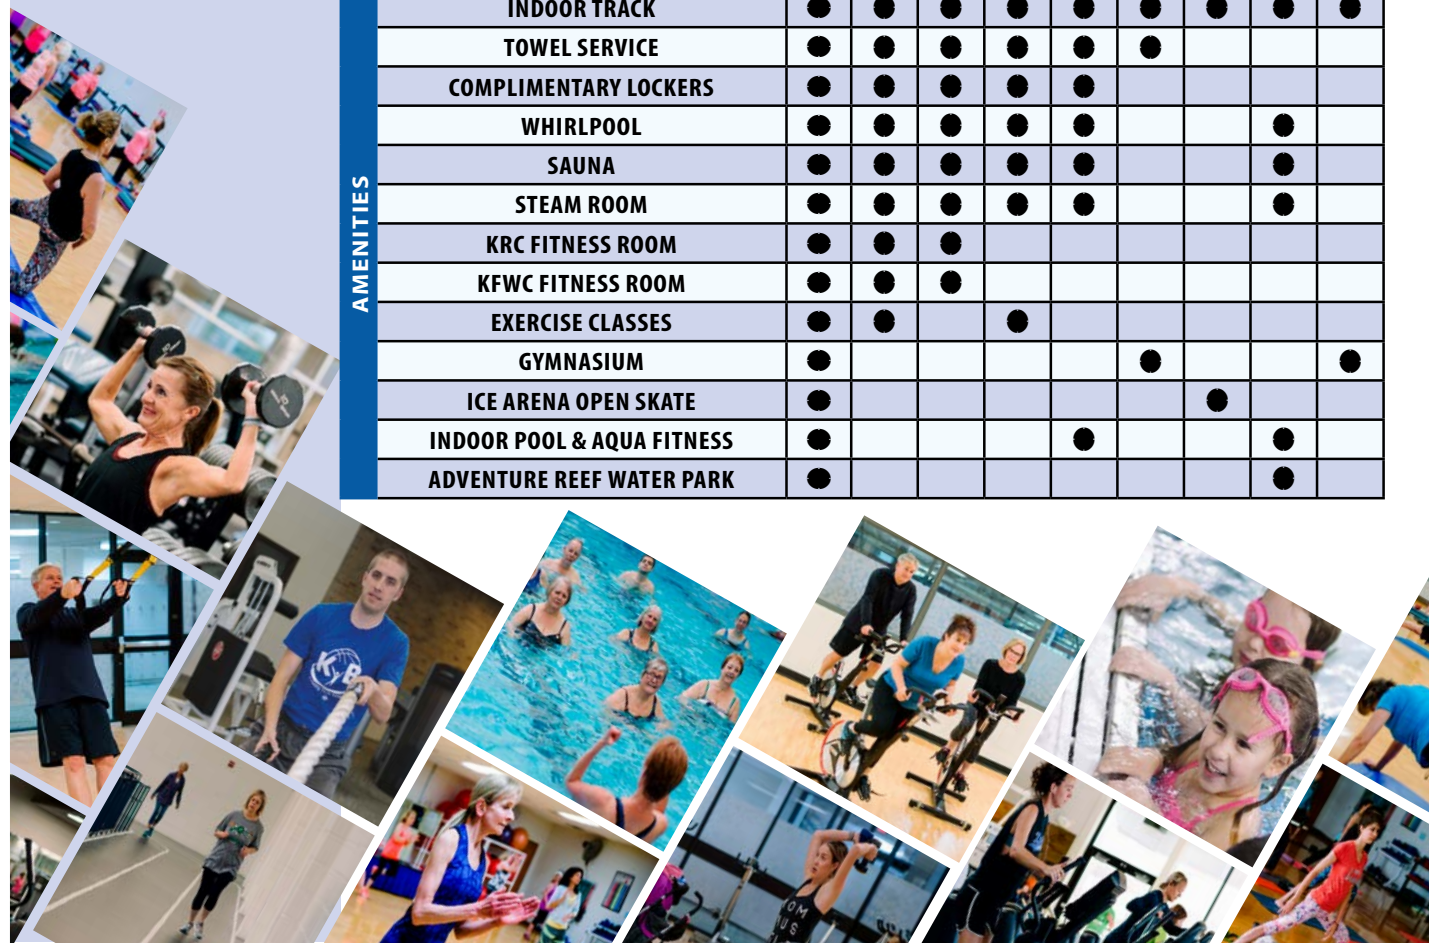 INDOOR TRACK
TOWEL SERVICE
COMPLIMENTARY LOCKERS
WHIRLPOOL
SAUNA
STEAM ROOM
KRC FITNESS ROOM
KFWC FITNESS ROOM
EXERCISE CLASSES
GYMNASIUM
ICE ARENA OPEN SKATE
INDOOR POOL & AQUA FITNESS
ADVENTURE REEF WATER PARK
AMENITIES